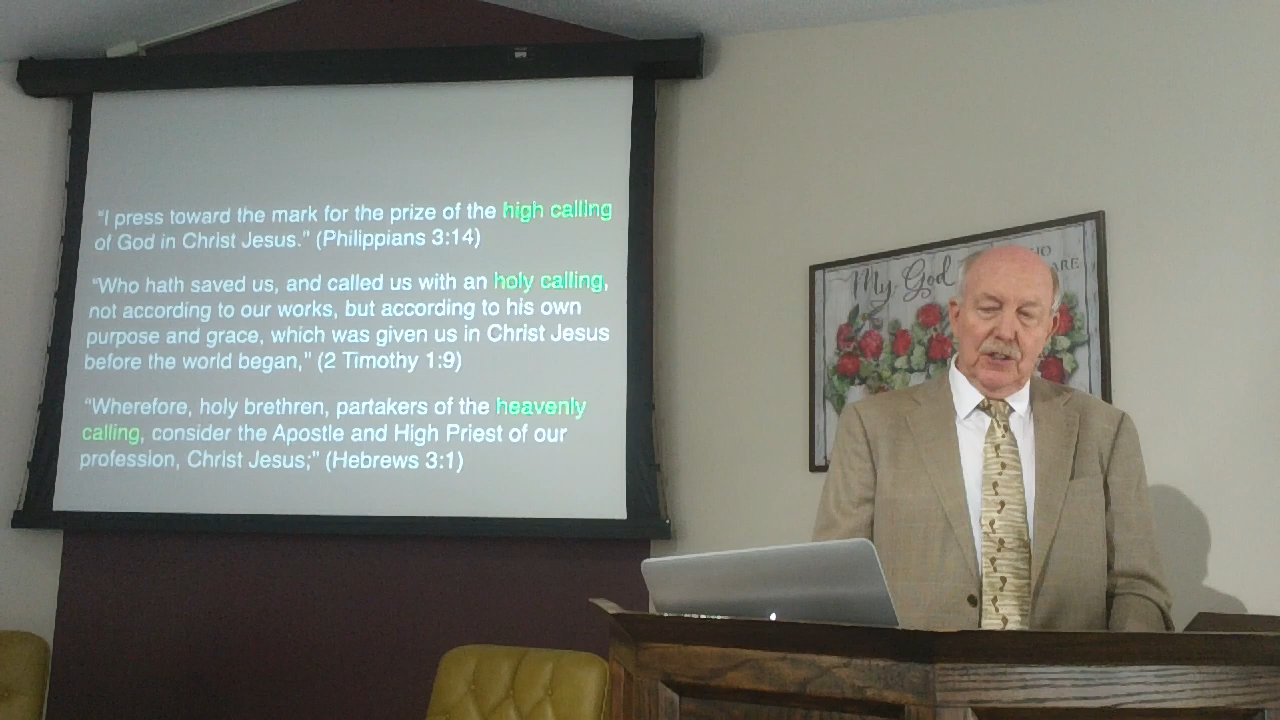 “I press toward the mark for the prize of the high calling
of God in Christ Jesus.” (Philippians 3:14)
“Who hath saved us, and called us with an holy calling,
not according to our works, but according to his own
purpose and grace, which was given us in Christ Jesus
before the world began,” (2 Timothy 1:9)
“Wherefore, holy brethren, partakers of the heavenly
calling, consider the Apostle and High Priest of our
profession, Christ Jesus;” (Hebrews 3:1)
My God